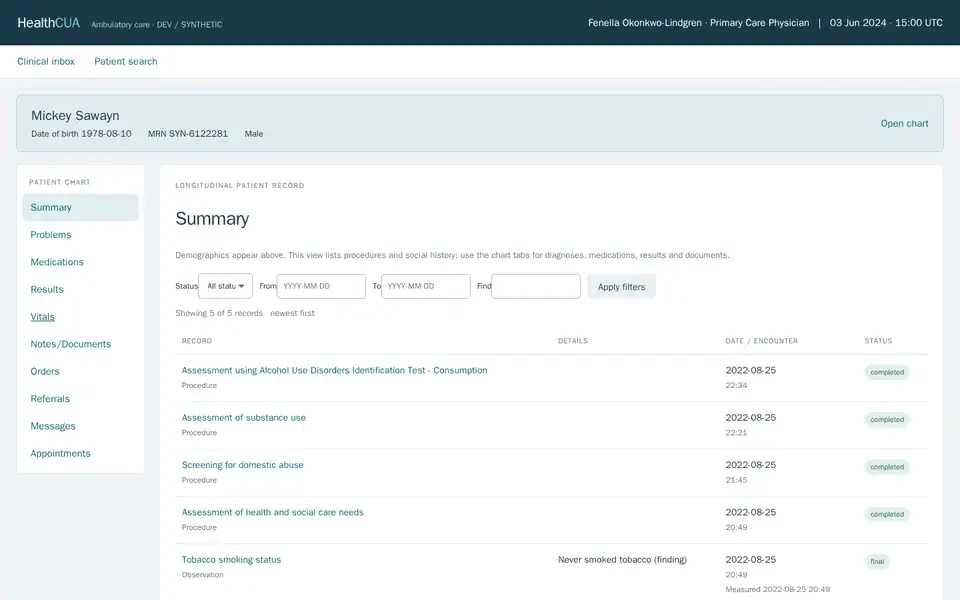 HealthCUA Ambulatory care · DEV / SYNTHETIC Fenella Okonkwo-Lindgren · Primary Care Physician | 03 Jun 2024 · 15:00 UTC
Clinical inbox Patient search
Mickey Sawayn
Date of birth 1978-08-10 MRN SYN-6122281 Male
Open chart
PATIENT CHART
Summary
Problems
Medications
Results
Vitals
Notes/Documents
Orders
Referrals
Messages
Appointments
LONGITUDINAL PATIENT RECORD
Summary
Demographics appear above. This view lists procedures and social history; use the chart tabs for diagnoses, medications, results and documents.
Status All statu From YYYY-MM-DD To YYYY-MM-DD Find Apply filters
Showing 5 of 5 records newest first
RECORD DETAILS DATE / ENCOUNTER STATUS
Assessment using Alcohol Use Disorders Identification Test - Consumption 2022-08-25 completed
Procedure 22:34
Assessment of substance use 2022-08-25 completed
Procedure 22:21
Screening for domestic abuse 2022-08-25 completed
Procedure 21:45
Assessment of health and social care needs 2022-08-25 completed
Procedure 20:49
Tobacco smoking status Never smoked tobacco (finding) 2022-08-25 final
Observation 20:49
Measured 2022-08-25 20:49